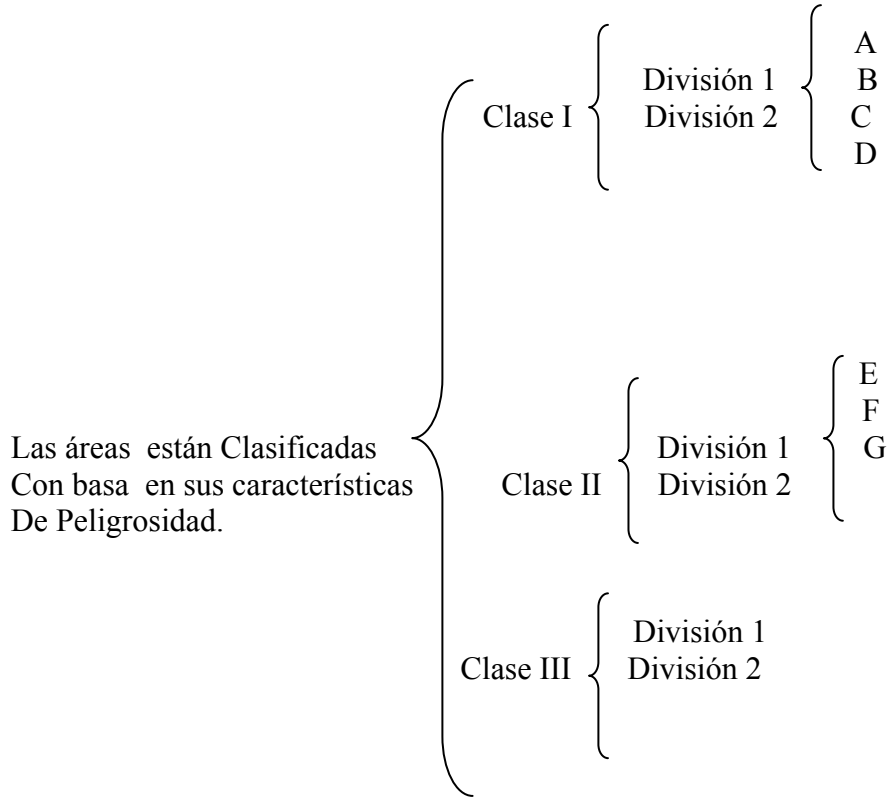 Las áreas están Clasificadas
Con basa en sus características
De Peligrosidad.
Clase I
División 1
División 2
A
B
C
D
Clase II
División 1
División 2
E
F
G
Clase III
División 1
División 2